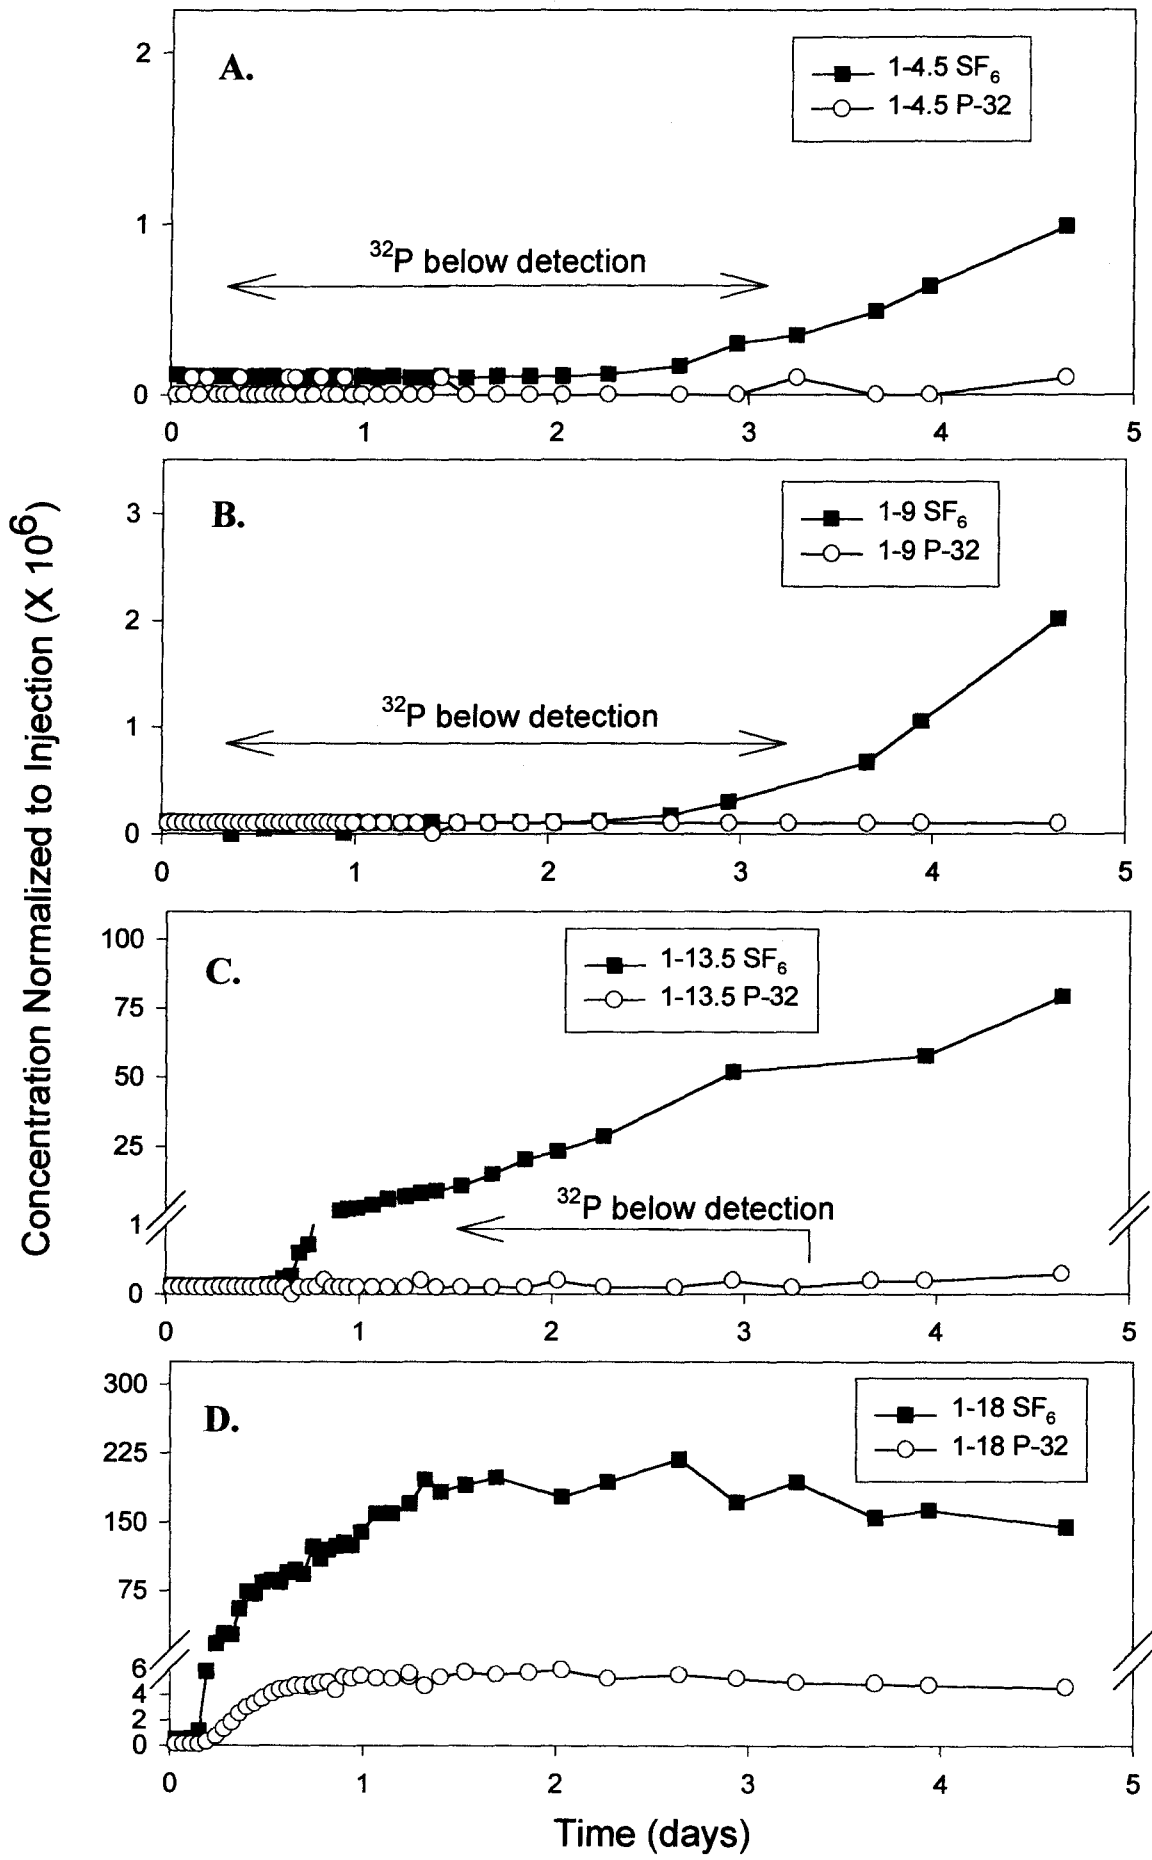 Concentration Normalized to Injection (X 10⁶)
A.
1-4.5 SF₆
1-4.5 P-32
2
1
0
³²P below detection
0 1 2 3 4 5
B.
1-9 SF₆
1-9 P-32
3
2
1
0
³²P below detection
0 1 2 3 4 5
C.
1-13.5 SF₆
1-13.5 P-32
100
75
50
25
1
0
³²P below detection
0 1 2 3 4 5
D.
1-18 SF₆
1-18 P-32
300
225
150
75
6
4
2
0
0 1 2 3 4 5
Time (days)